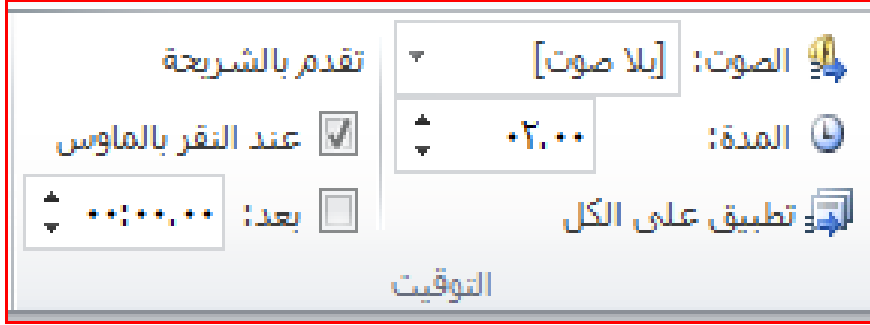 الصوت: [بلا صوت]
المدة: ٠٢.٠٠
تطبيق على الكل
تقدم بالشريحة
عند النقر بالماوس
بعد: ٠٠:٠٠.٠٠
التوقيت